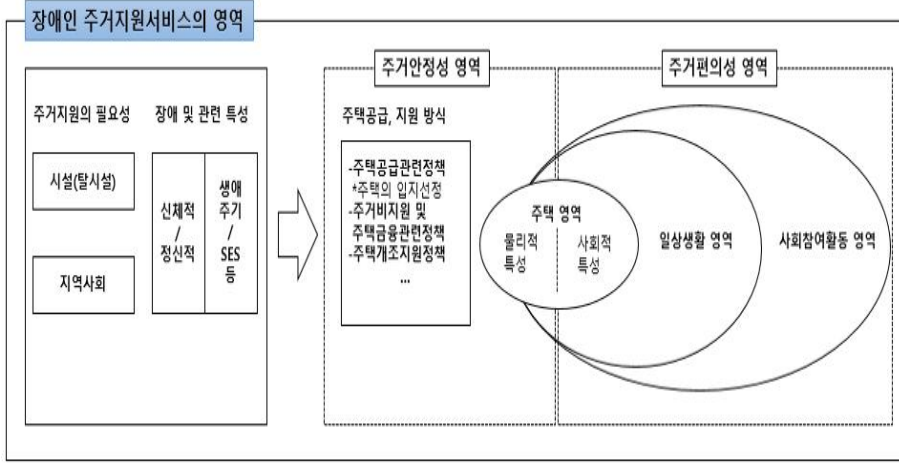 장애인 주거지원서비스의 영역
주거지원의 필요성
장애 및 관련 특성
시설(탈시설)
지역사회
신체적
/
정신적
생애
주기
/
SES
등
주거안정성 영역
주택공급, 지원 방식
-주택공급관련정책
*주택의 입지선정
-주거비지원 및
주택금융관련정책
-주택개조지원정책
...
주거편의성 영역
주택 영역
물리적
특성
사회적
특성
일상생활 영역
사회참여활동 영역